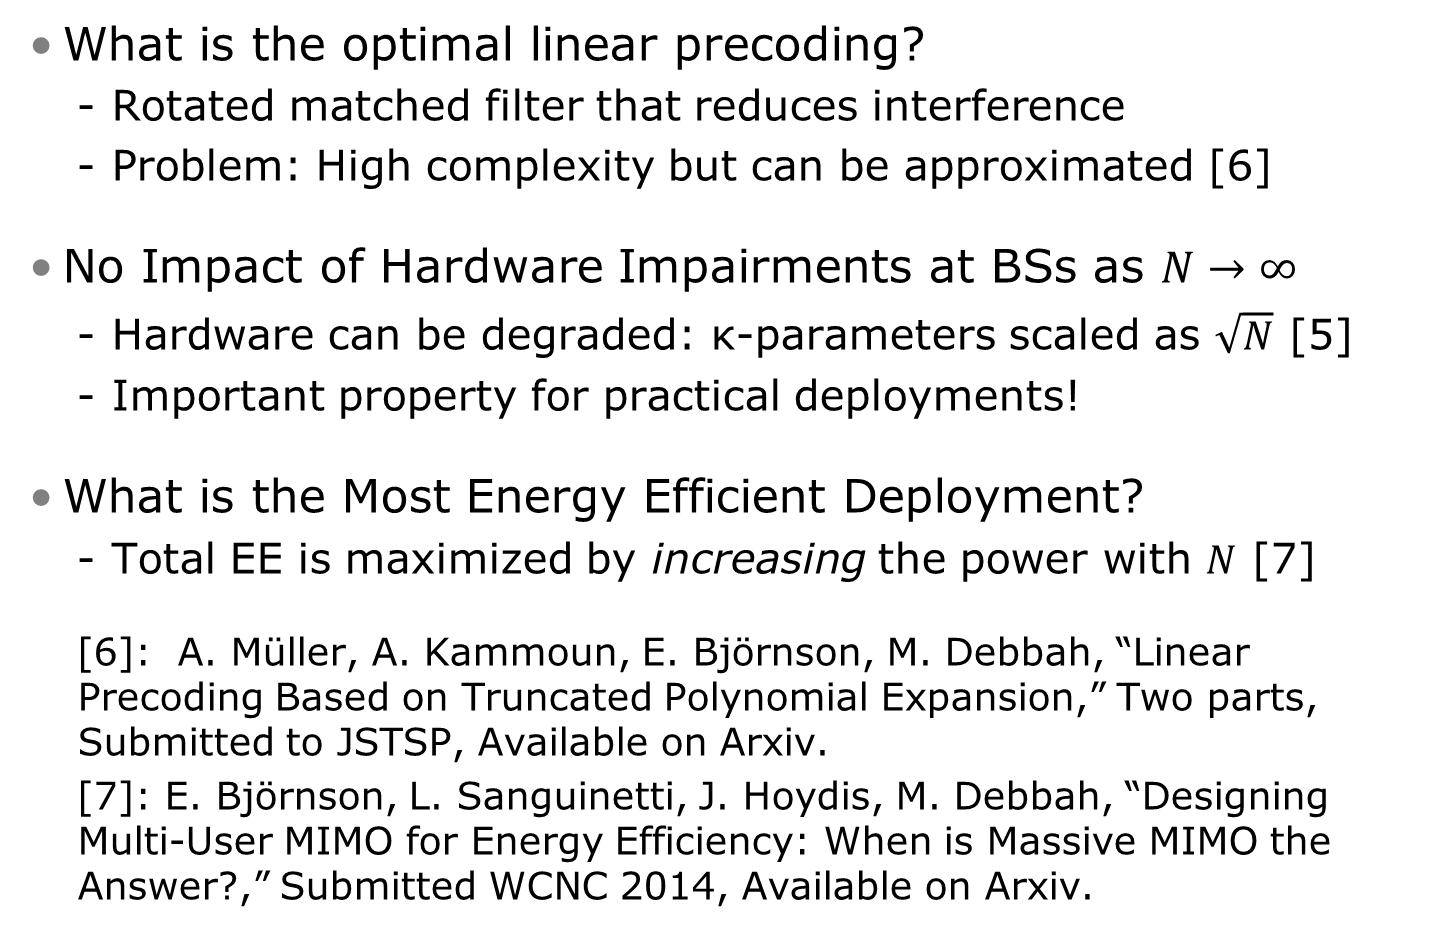 • What is the optimal linear precoding?
- Rotated matched filter that reduces interference
- Problem: High complexity but can be approximated [6]
• No Impact of Hardware Impairments at BSs as N → ∞
- Hardware can be degraded: κ-parameters scaled as √N [5]
- Important property for practical deployments!
• What is the Most Energy Efficient Deployment?
- Total EE is maximized by increasing the power with N [7]
[6]: A. Müller, A. Kammoun, E. Björnson, M. Debbah, “Linear
Precoding Based on Truncated Polynomial Expansion,” Two parts,
Submitted to JSTSP, Available on Arxiv.
[7]: E. Björnson, L. Sanguinetti, J. Hoydis, M. Debbah, “Designing
Multi-User MIMO for Energy Efficiency: When is Massive MIMO the
Answer?,” Submitted WCNC 2014, Available on Arxiv.